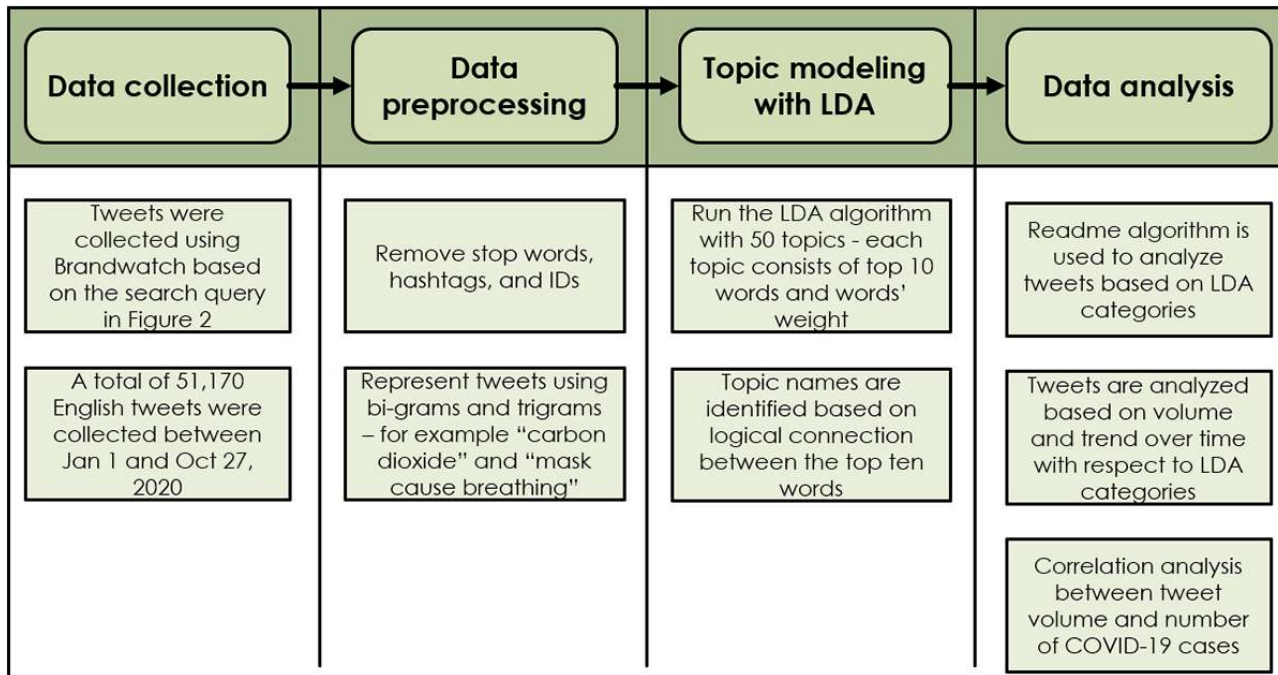 Data collection
Data
preprocessing
Topic modeling
with LDA
Data analysis
Tweets were
collected using
Brandwatch based
on the search query
in Figure 2
A total of 51,170
English tweets were
collected between
Jan 1 and Oct 27,
2020
Remove stop words,
hashtags, and IDs
Represent tweets using
bi-grams and trigrams
– for example “carbon
dioxide” and “mask
cause breathing”
Run the LDA algorithm
with 50 topics - each
topic consists of top 10
words and words’
weight
Topic names are
identified based on
logical connection
between the top ten
words
Readme algorithm is
used to analyze
tweets based on LDA
categories
Tweets are analyzed
based on volume
and trend over time
with respect to LDA
categories
Correlation analysis
between tweet
volume and number
of COVID-19 cases